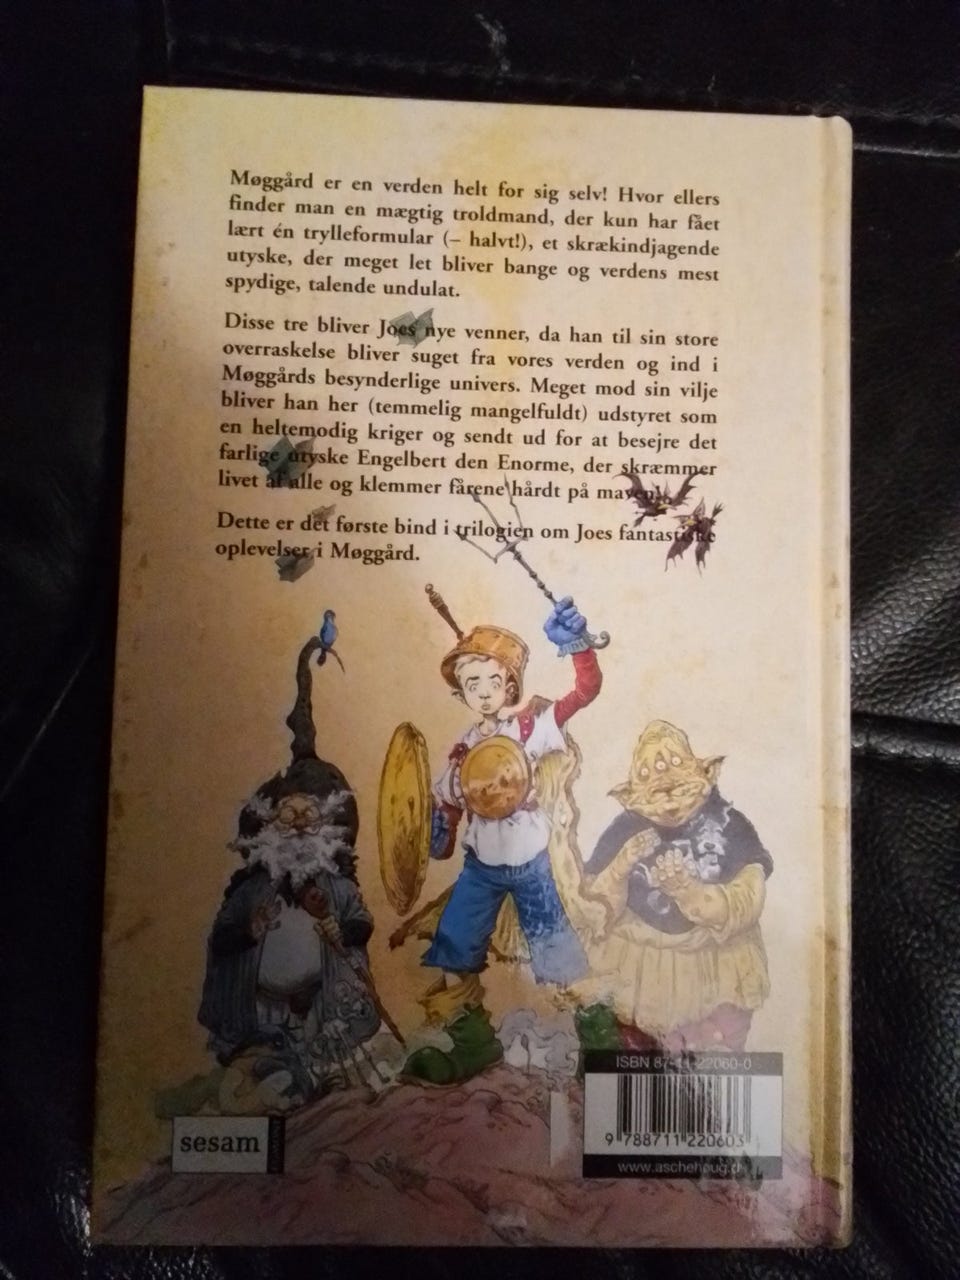 Møggård er en verden helt for sig selv! Hvor ellers
finder man en mægtig troldmand, der kun har fået
lært én trylleformular (– halvt!), et skrækindjagende
utyske, der meget let bliver bange og verdens mest
spydige, talende undulat.
Disse tre bliver Joes nye venner, da han til sin store
overraskelse bliver suget fra vores verden og ind i
Møggårds besynderlige univers. Meget mod sin vilje
bliver han her (temmelig mangelfuldt) udstyret som
en heltemodig kriger og sendt ud for at besejre det
farlige utyske Engelbert den Enorme, der skræmmer
livet af alle og klemmer fårene hårdt på maven!
Dette er det første bind i trilogien om Joes fantastiske
oplevelser i Møggård.
ISBN 87-11-22060-0
9 788711 220603
www.aschehoug.dk
sesam